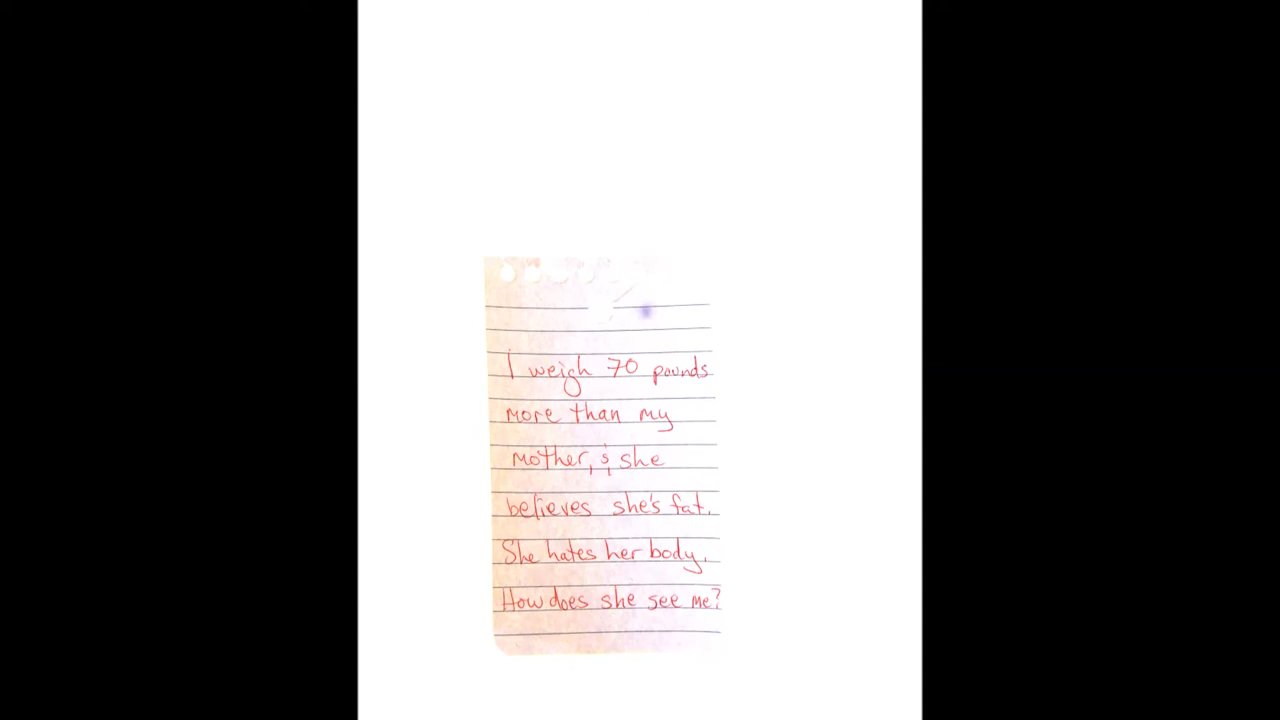 I weigh 70 pounds
more than my
mother, & she
believes she's fat.
She hates her body.
How does she see me?